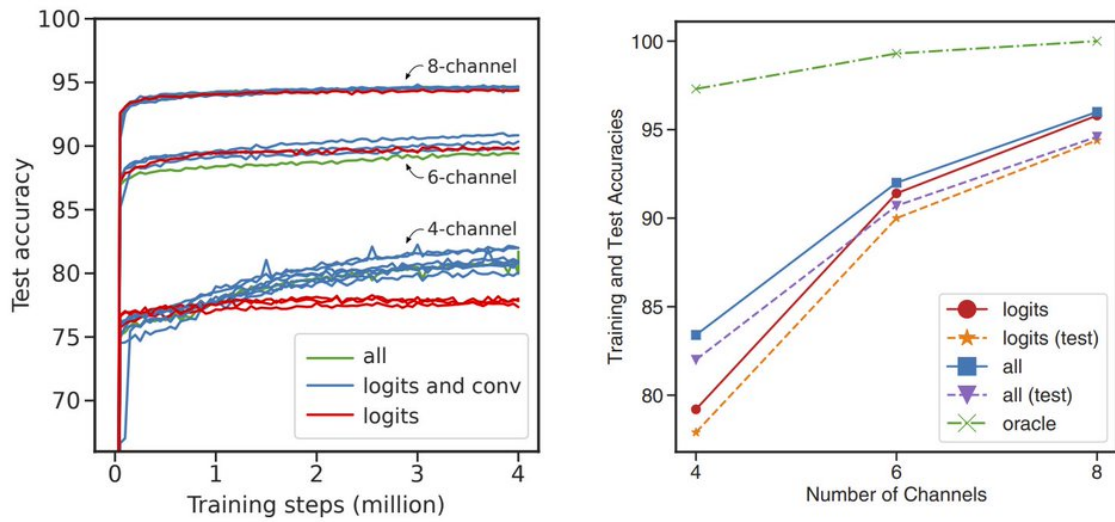 100
95
90
85
80
75
70
Test accuracy
8-channel
6-channel
4-channel
all
logits and conv
logits
0 1 2 3 4
Training steps (million)
100
95
90
85
80
Training and Test Accuracies
logits
logits (test)
all
all (test)
oracle
4 6 8
Number of Channels